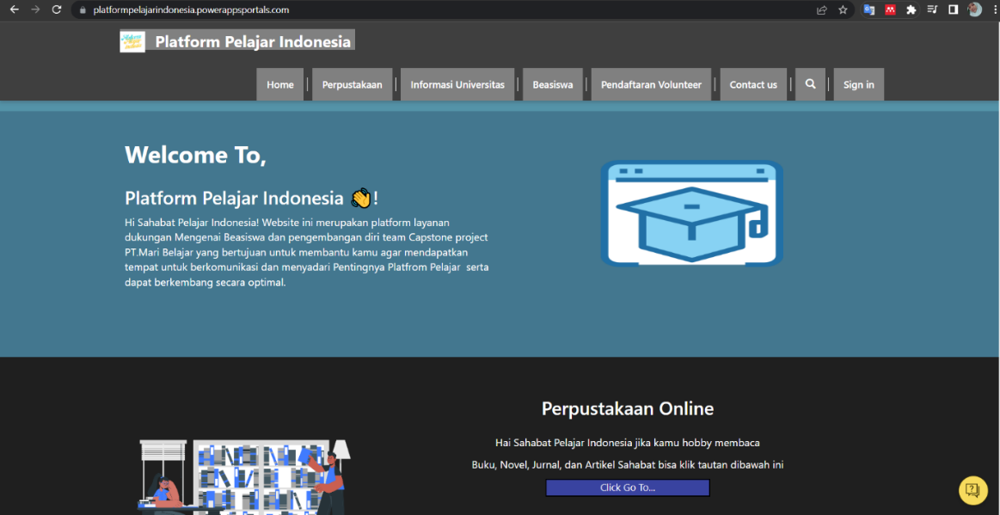 platformpelajarindonesia.powerappsportals.com
Platform Pelajar Indonesia
Home | Perpustakaan | Informasi Universitas | Beasiswa | Pendaftaran Volunteer | Contact us | | Sign in
Welcome To,
Platform Pelajar Indonesia 👋!
Hi Sahabat Pelajar Indonesia! Website ini merupakan platform layanan
dukungan Mengenai Beasiswa dan pengembangan diri team Capstone project
PT.Mari Belajar yang bertujuan untuk membantu kamu agar mendapatkan
tempat untuk berkomunikasi dan menyadari Pentingnya Platfrom Pelajar serta
dapat berkembang secara optimal.
Perpustakaan Online
Hai Sahabat Pelajar Indonesia jika kamu hobby membaca
Buku, Novel, Jurnal, dan Artikel Sahabat bisa klik tautan dibawah ini
Click Go To...